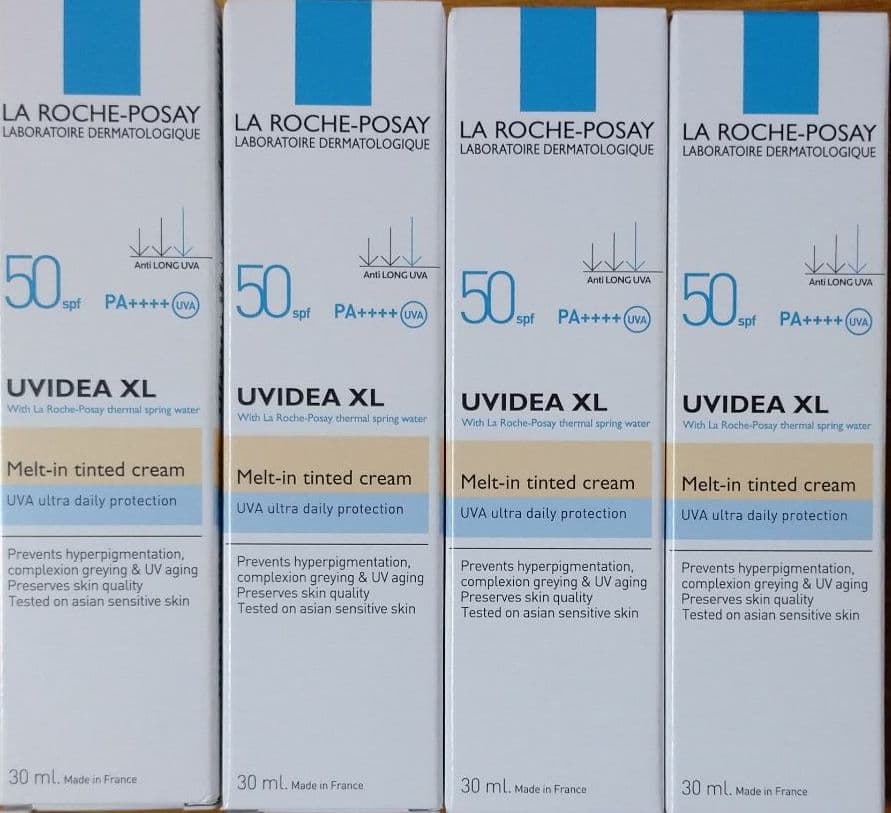 LA ROCHE-POSAY
LABORATOIRE DERMATOLOGIQUE
Anti LONG UVA
50 spf PA++++ UVA
UVIDEA XL
With La Roche-Posay thermal spring water
Melt-in tinted cream
UVA ultra daily protection
Prevents hyperpigmentation,
complexion greying & UV aging
Preserves skin quality
Tested on asian sensitive skin
30 ml. Made in France
LA ROCHE-POSAY
LABORATOIRE DERMATOLOGIQUE
Anti LONG UVA
50 spf PA++++ UVA
UVIDEA XL
With La Roche-Posay thermal spring water
Melt-in tinted cream
UVA ultra daily protection
Prevents hyperpigmentation,
complexion greying & UV aging
Preserves skin quality
Tested on asian sensitive skin
30 ml. Made in France
LA ROCHE-POSAY
LABORATOIRE DERMATOLOGIQUE
Anti LONG UVA
50 spf PA++++ UVA
UVIDEA XL
With La Roche-Posay thermal spring water
Melt-in tinted cream
UVA ultra daily protection
Prevents hyperpigmentation,
complexion greying & UV aging
Preserves skin quality
Tested on asian sensitive skin
30 ml. Made in France
LA ROCHE-POSAY
LABORATOIRE DERMATOLOGIQUE
Anti LONG UVA
50 spf PA++++ UVA
UVIDEA XL
With La Roche-Posay thermal spring water
Melt-in tinted cream
UVA ultra daily protection
Prevents hyperpigmentation,
complexion greying & UV aging
Preserves skin quality
Tested on asian sensitive skin
30 ml. Made in France